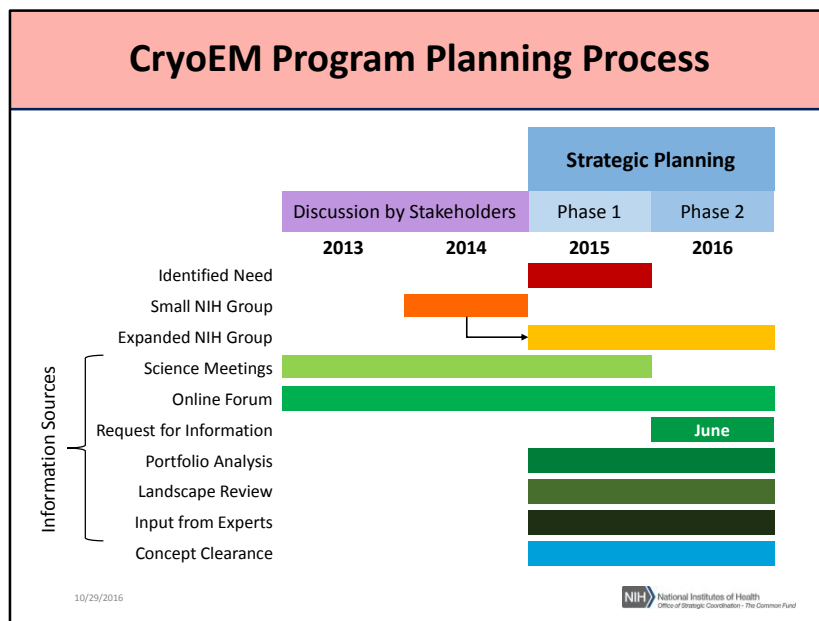 CryoEM Program Planning Process
Strategic Planning
Discussion by Stakeholders Phase 1 Phase 2
2013 2014 2015 2016
Identified Need
Small NIH Group
Expanded NIH Group
Information Sources
Science Meetings
Online Forum
Request for Information June
Portfolio Analysis
Landscape Review
Input from Experts
Concept Clearance
10/29/2016
NIH National Institutes of Health
Office of Strategic Coordination - The Common Fund